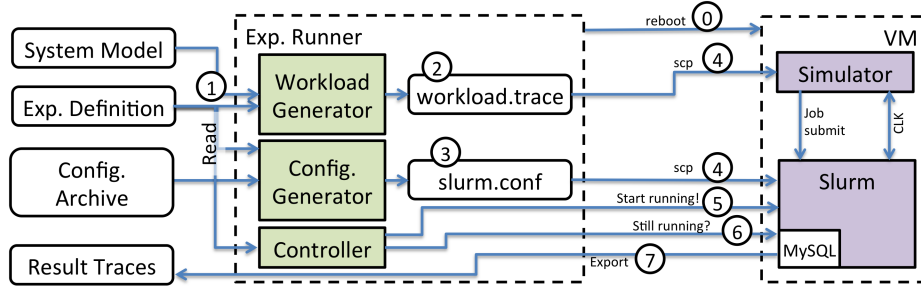 System Model
Exp. Definition
Config.
Archive
Result Traces
1
Read
Exp. Runner
Workload
Generator
Config.
Generator
Controller
2
workload.trace
3
slurm.conf
reboot
0
scp
4
scp
4
Start running!
5
Still running?
6
Export
7
VM
Simulator
Job
submit
CLK
Slurm
MySQL